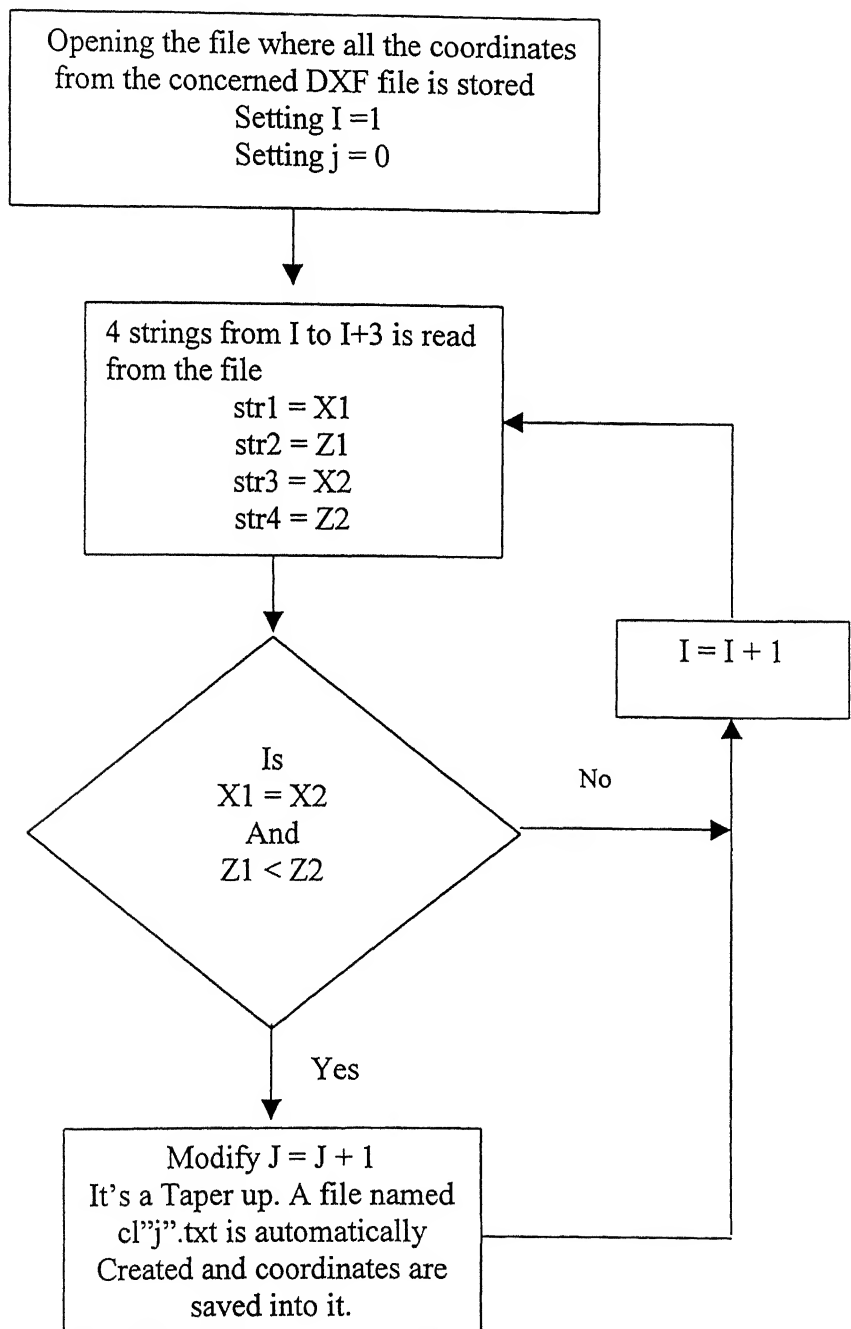 Opening the file where all the coordinates
from the concerned DXF file is stored
Setting I =1
Setting j = 0
4 strings from I to I+3 is read
from the file
str1 = X1
str2 = Z1
str3 = X2
str4 = Z2
I = I + 1
Is
X1 = X2
And
Z1 < Z2
No
Yes
Modify J = J + 1
It's a Taper up. A file named
cl”j”.txt is automatically
Created and coordinates are
saved into it.